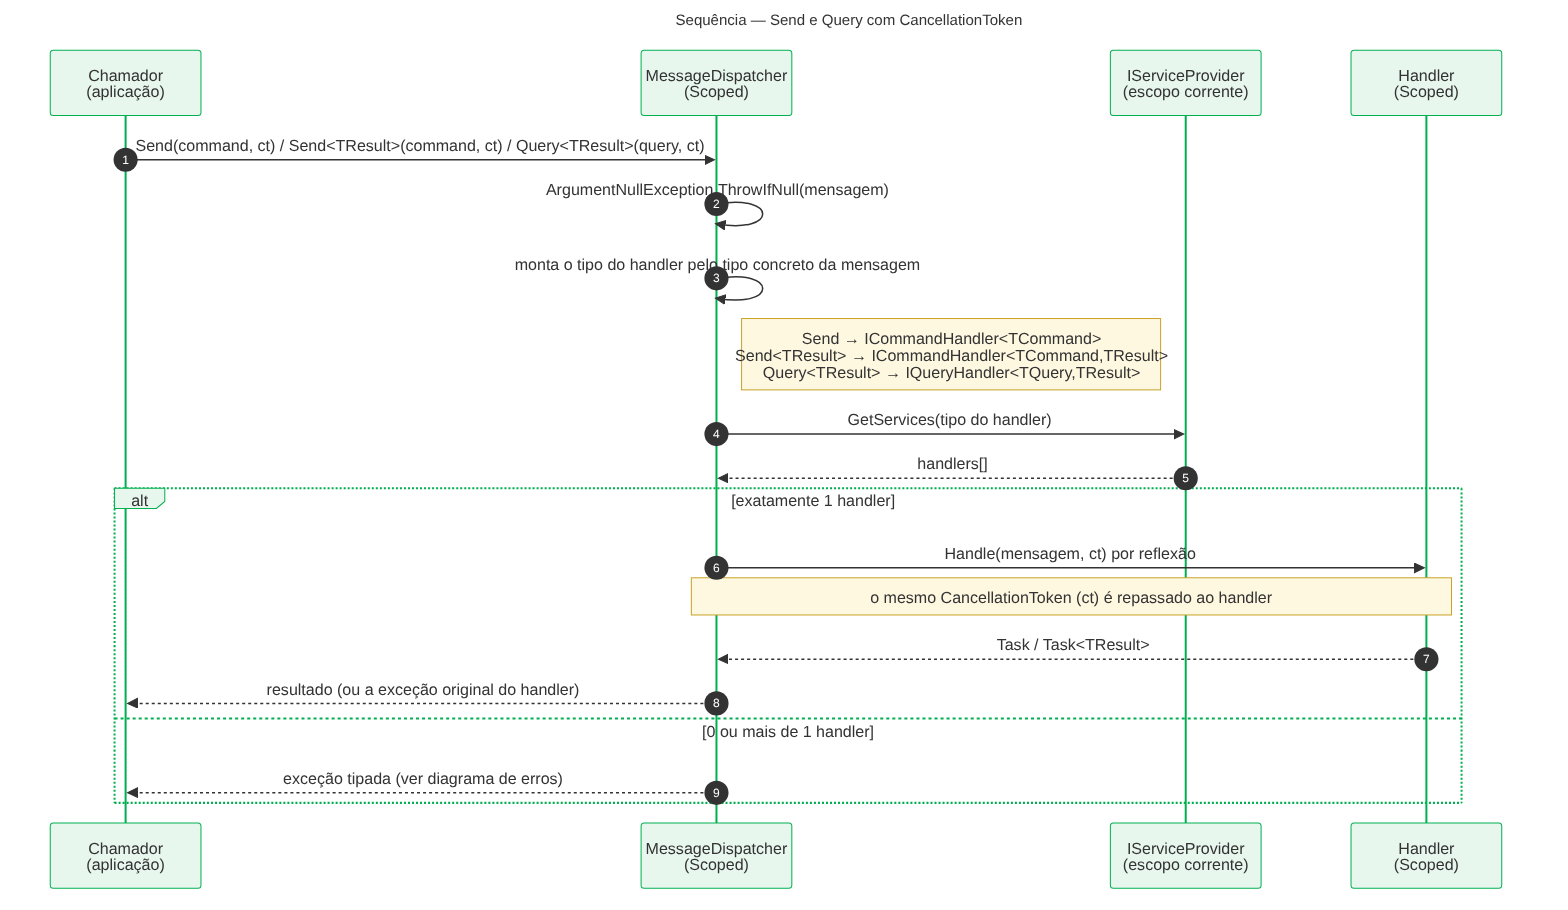 Sequência — Send e Query com CancellationToken
Chamador
(aplicação)
MessageDispatcher
(Scoped)
IServiceProvider
(escopo corrente)
Handler
(Scoped)
Send(command, ct) / Send<TResult>(command, ct) / Query<TResult>(query, ct)
1
ArgumentNullException.ThrowIfNull(mensagem)
2
monta o tipo do handler pelo tipo concreto da mensagem
3
Send → ICommandHandler<TCommand>
Send<TResult> → ICommandHandler<TCommand,TResult>
Query<TResult> → IQueryHandler<TQuery,TResult>
GetServices(tipo do handler)
4
handlers[]
5
alt
[exatamente 1 handler]
Handle(mensagem, ct) por reflexão
6
o mesmo CancellationToken (ct) é repassado ao handler
Task / Task<TResult>
7
resultado (ou a exceção original do handler)
8
[0 ou mais de 1 handler]
exceção tipada (ver diagrama de erros)
9
Chamador
(aplicação)
MessageDispatcher
(Scoped)
IServiceProvider
(escopo corrente)
Handler
(Scoped)